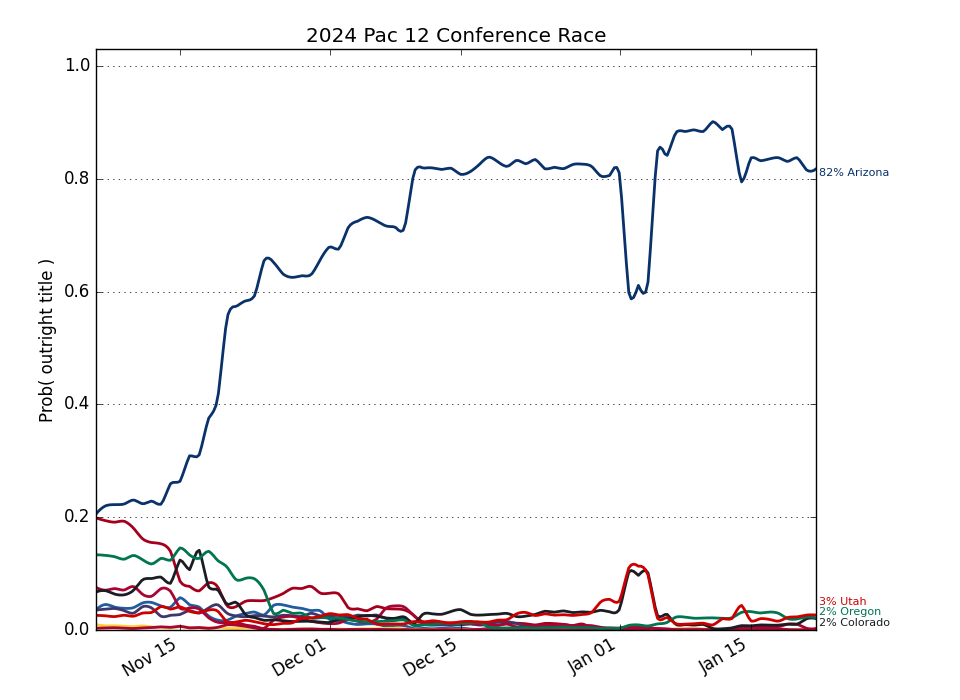 2024 Pac 12 Conference Race
Prob( outright title )
1.0
0.8
0.6
0.4
0.2
0.0
Nov 15
Dec 01
Dec 15
Jan 01
Jan 15
82% Arizona
3% Utah
2% Oregon
2% Colorado